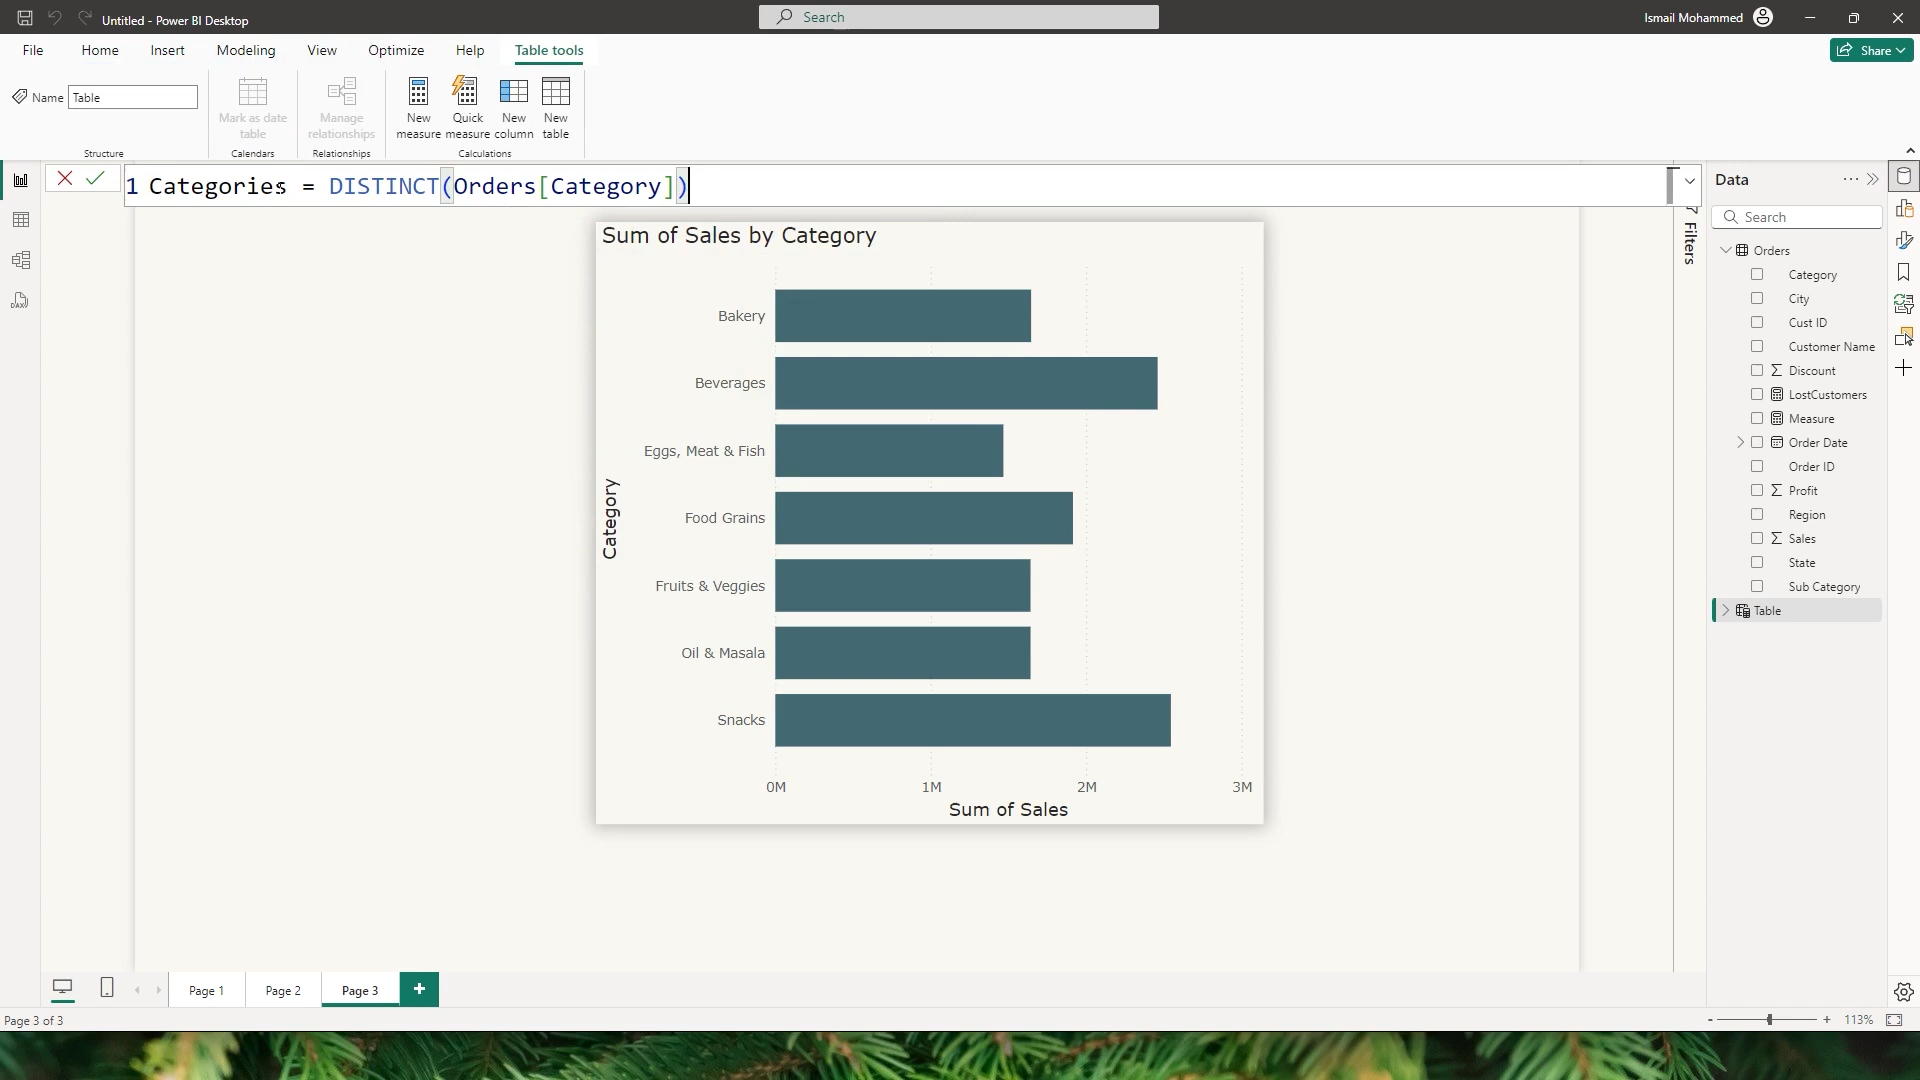 Untitled - Power BI Desktop
Search
Ismail Mohammed
File Home Insert Modeling View Optimize Help Table tools
Share
Name Table
Mark as date table
Manage relationships
New measure
Quick measure
New column
New table
Structure
Calendars
Relationships
Calculations
1 Categories = DISTINCT(Orders[Category])
Sum of Sales by Category
Bakery
Beverages
Eggs, Meat & Fish
Food Grains
Fruits & Veggies
Oil & Masala
Snacks
Category
0M 1M 2M 3M
Sum of Sales
Filters
Data
Search
Orders
Category
City
Cust ID
Customer Name
Discount
LostCustomers
Measure
Order Date
Order ID
Profit
Region
Sales
State
Sub Category
Table
DAX
Page 1 Page 2 Page 3 +
Page 3 of 3
- + 113%